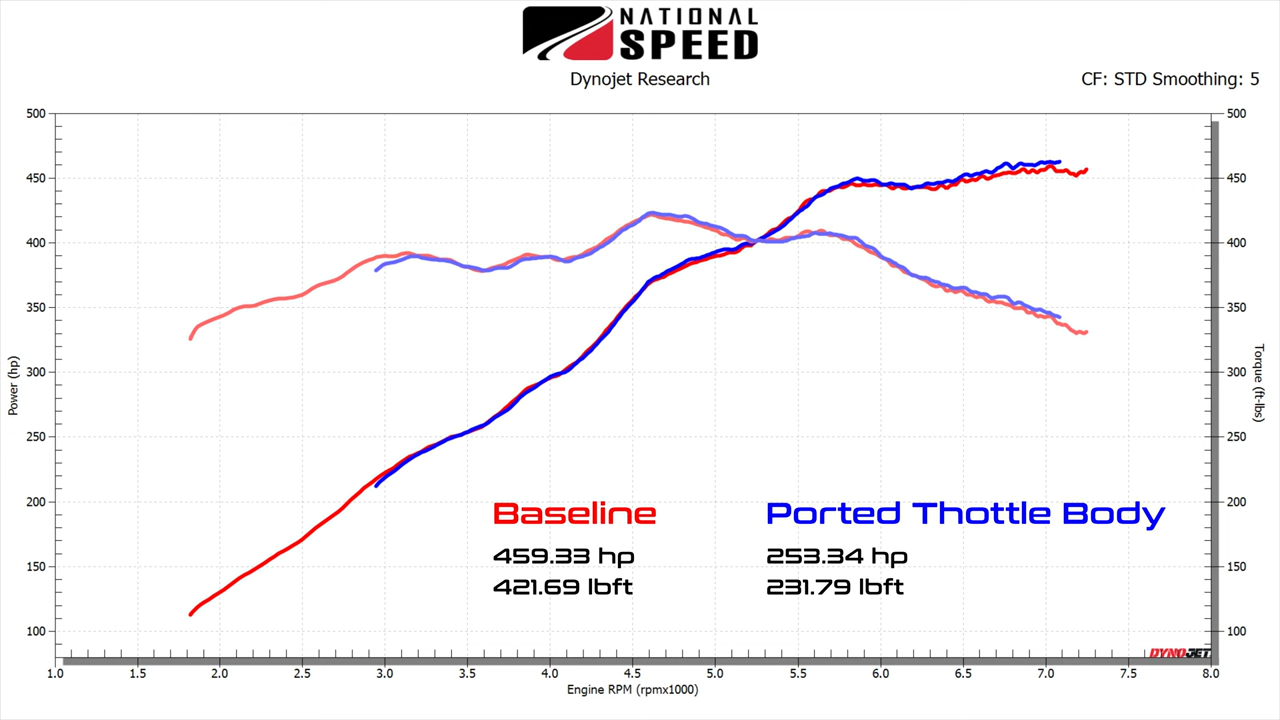 NATIONAL
SPEED
Dynojet Research
CF: STD Smoothing: 5
500
450
400
350
300
250
200
150
100
Power (hp)
500
450
400
350
300
250
200
150
100
Torque (ft-lbs)
Baseline
459.33 hp
421.69 lbft
Ported Thottle Body
253.34 hp
231.79 lbft
DYNOJET
1.0 1.5 2.0 2.5 3.0 3.5 4.0 4.5 5.0 5.5 6.0 6.5 7.0 7.5 8.0
Engine RPM (rpmx1000)